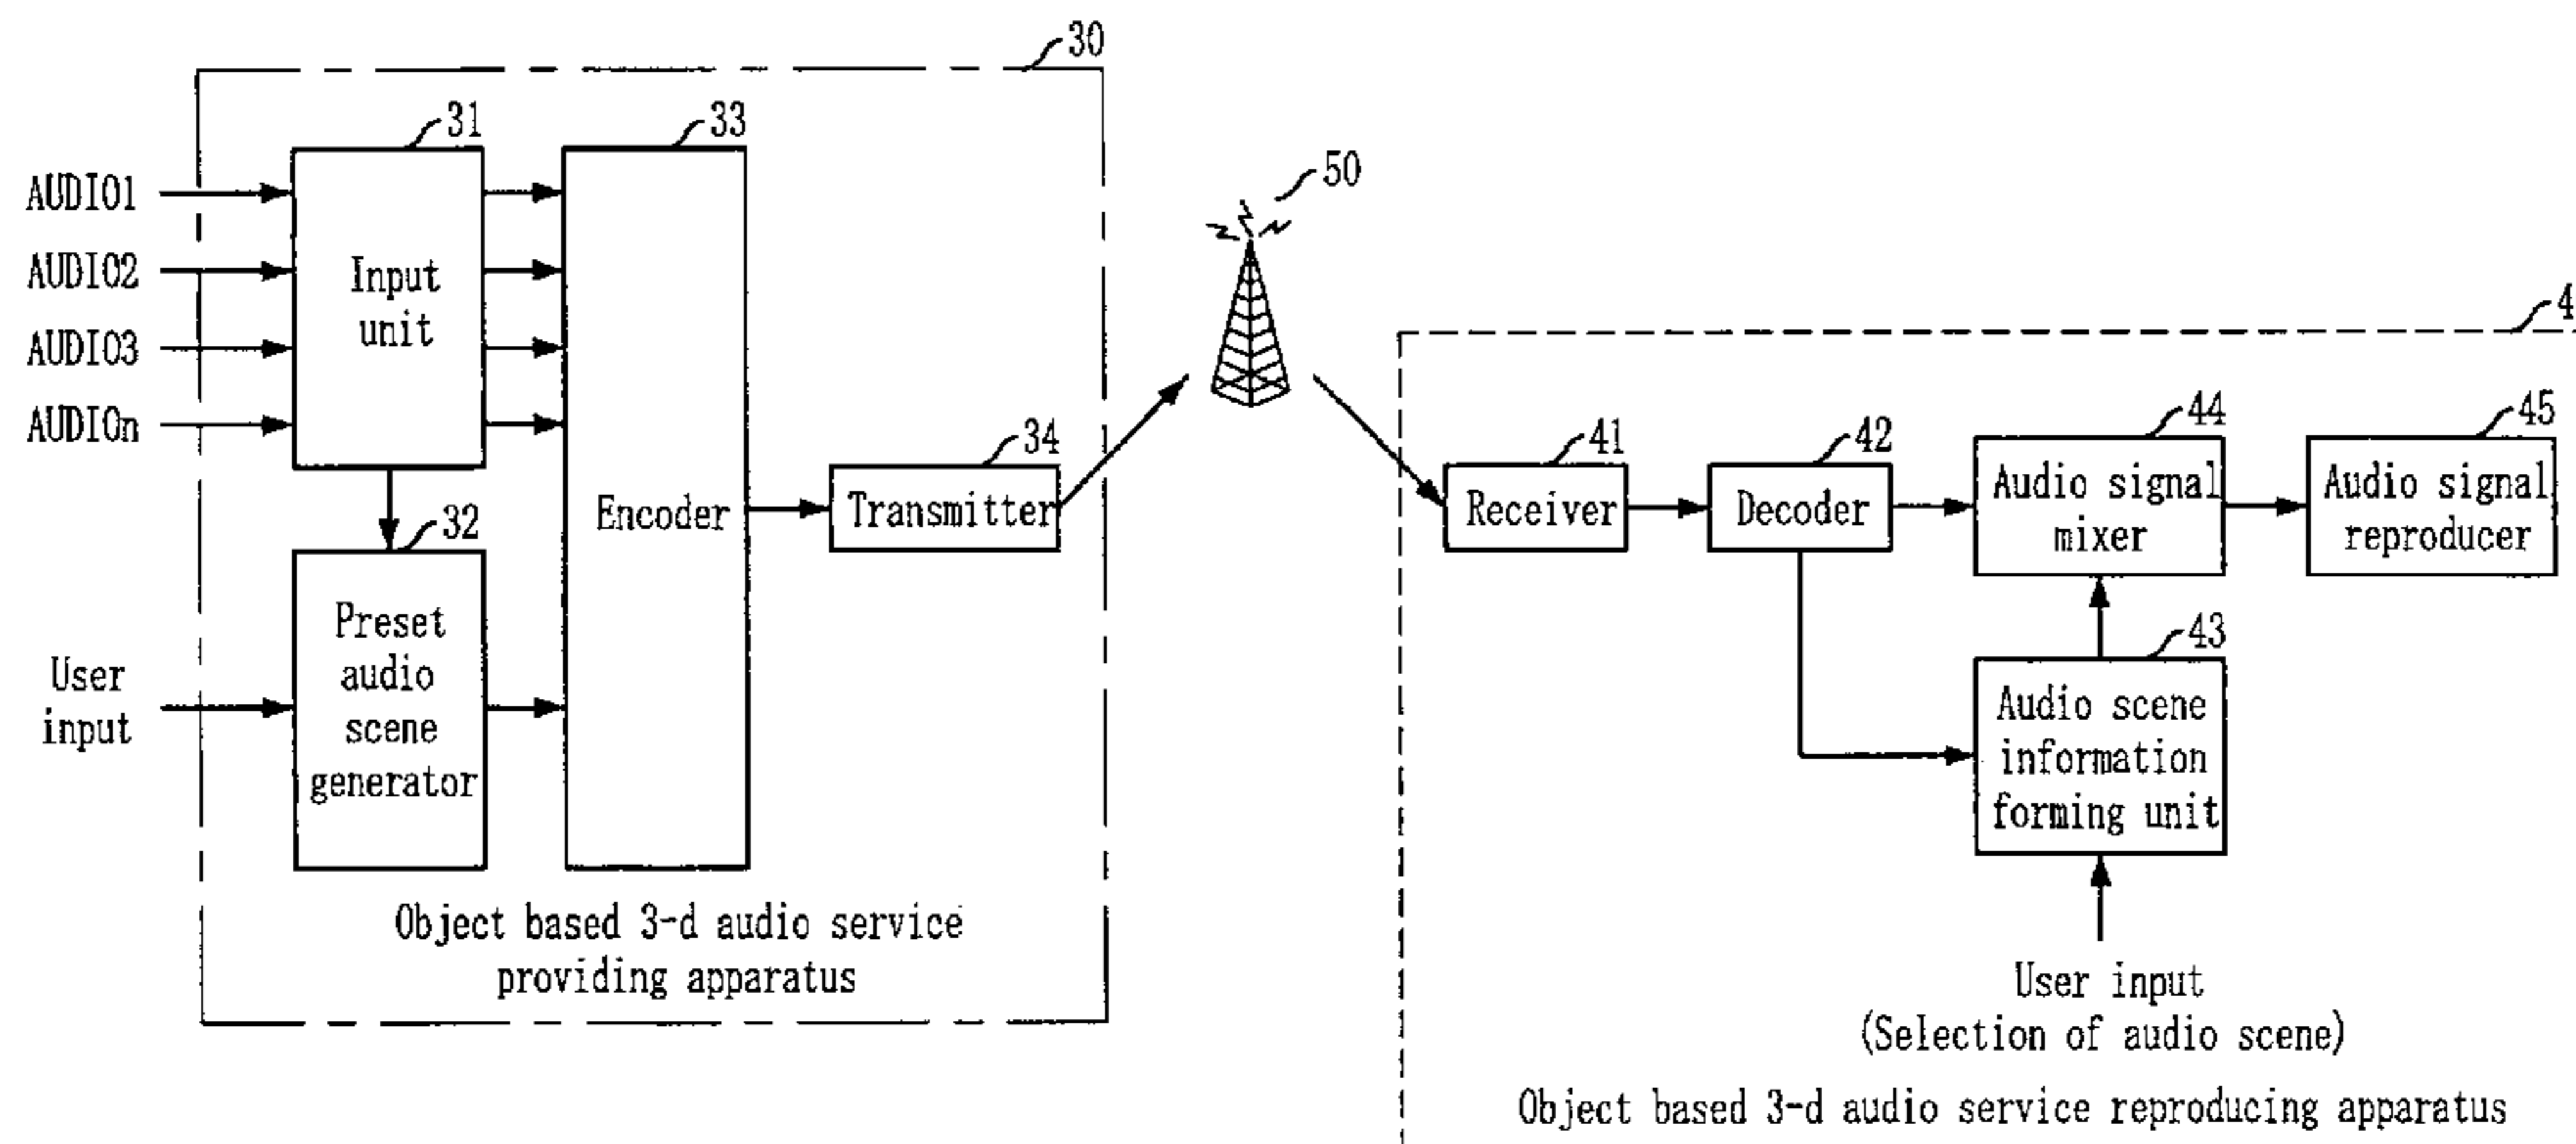 30
31
33
AUDIO1
AUDIO2
AUDIO3
AUDIOn
Input
unit
50
32
Encoder
34
Transmitter
Preset
audio
scene
generator
User
input
Object based 3-d audio service
providing apparatus
4
41
Receiver
42
Decoder
44
Audio signal
mixer
45
Audio signal
reproducer
43
Audio scene
information
forming unit
User input
(Selection of audio scene)
Object based 3-d audio service reproducing apparatus